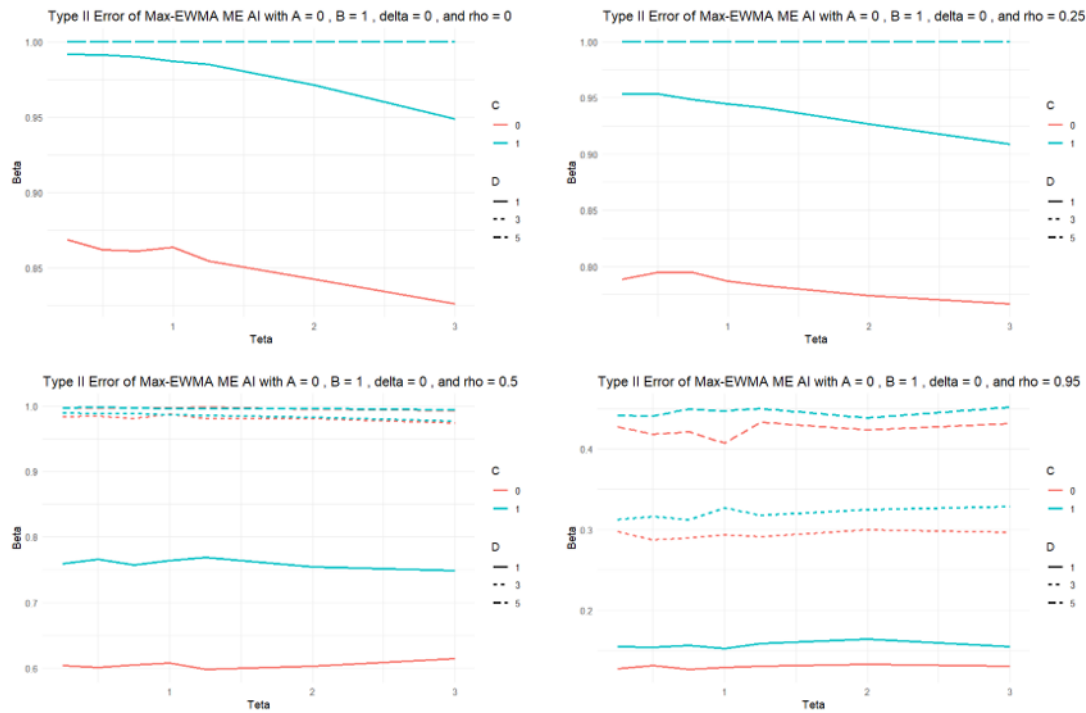 Type II Error of Max-EWMA ME AI with A = 0 , B = 1 , delta = 0 , and rho = 0
1.00
0.95
0.90
0.85
Beta
1
2
3
Teta
C
0
1
D
1
3
5
Type II Error of Max-EWMA ME AI with A = 0 , B = 1 , delta = 0 , and rho = 0.25
1.00
0.95
0.90
0.85
0.80
Beta
1
2
3
Teta
C
0
1
D
1
3
5
Type II Error of Max-EWMA ME AI with A = 0 , B = 1 , delta = 0 , and rho = 0.5
1.0
0.9
0.8
0.7
0.6
Beta
1
2
3
Teta
C
0
1
D
1
3
5
Type II Error of Max-EWMA ME AI with A = 0 , B = 1 , delta = 0 , and rho = 0.95
0.4
0.3
0.2
Beta
1
2
3
Teta
C
0
1
D
1
3
5